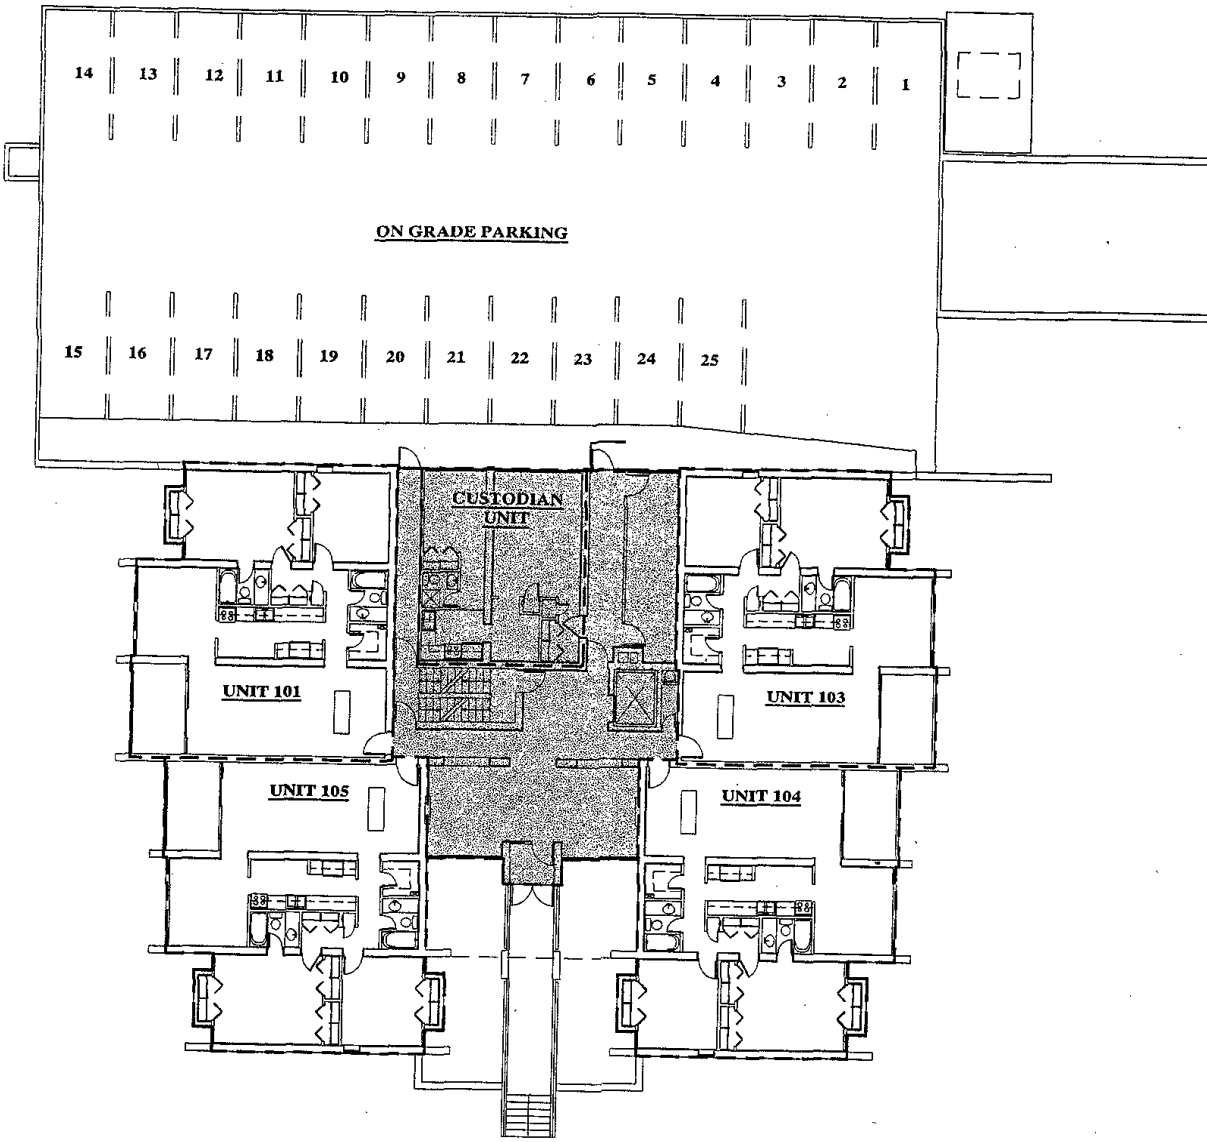 14 13 12 11 10 9 8 7 6 5 4 3 2 1
ON GRADE PARKING
15 16 17 18 19 20 21 22 23 24 25
CUSTODIAN
UNIT
UNIT 101
UNIT 103
UNIT 105
UNIT 104